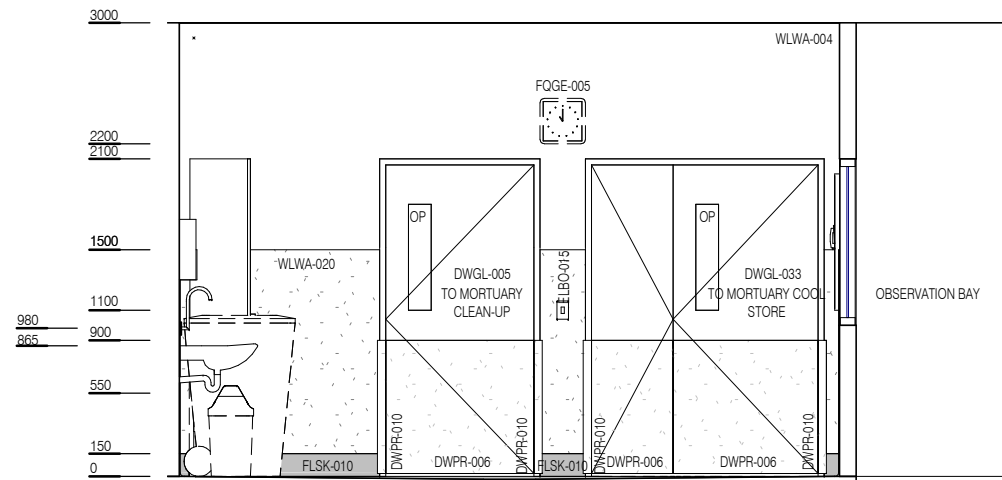 3000
WLWA-004
FQGE-005
2200
2100
OP
OP
1500
WLWA-020
ELBO-015
DWGL-005
TO MORTUARY
CLEAN-UP
DWGL-033
TO MORTUARY COOL
STORE
OBSERVATION BAY
1100
980
900
865
550
DWPR-010
DWPR-010
DWPR-010
DWPR-010
150
FLSK-010
DWPR-006
FLSK-010
DWPR-006
DWPR-006
0